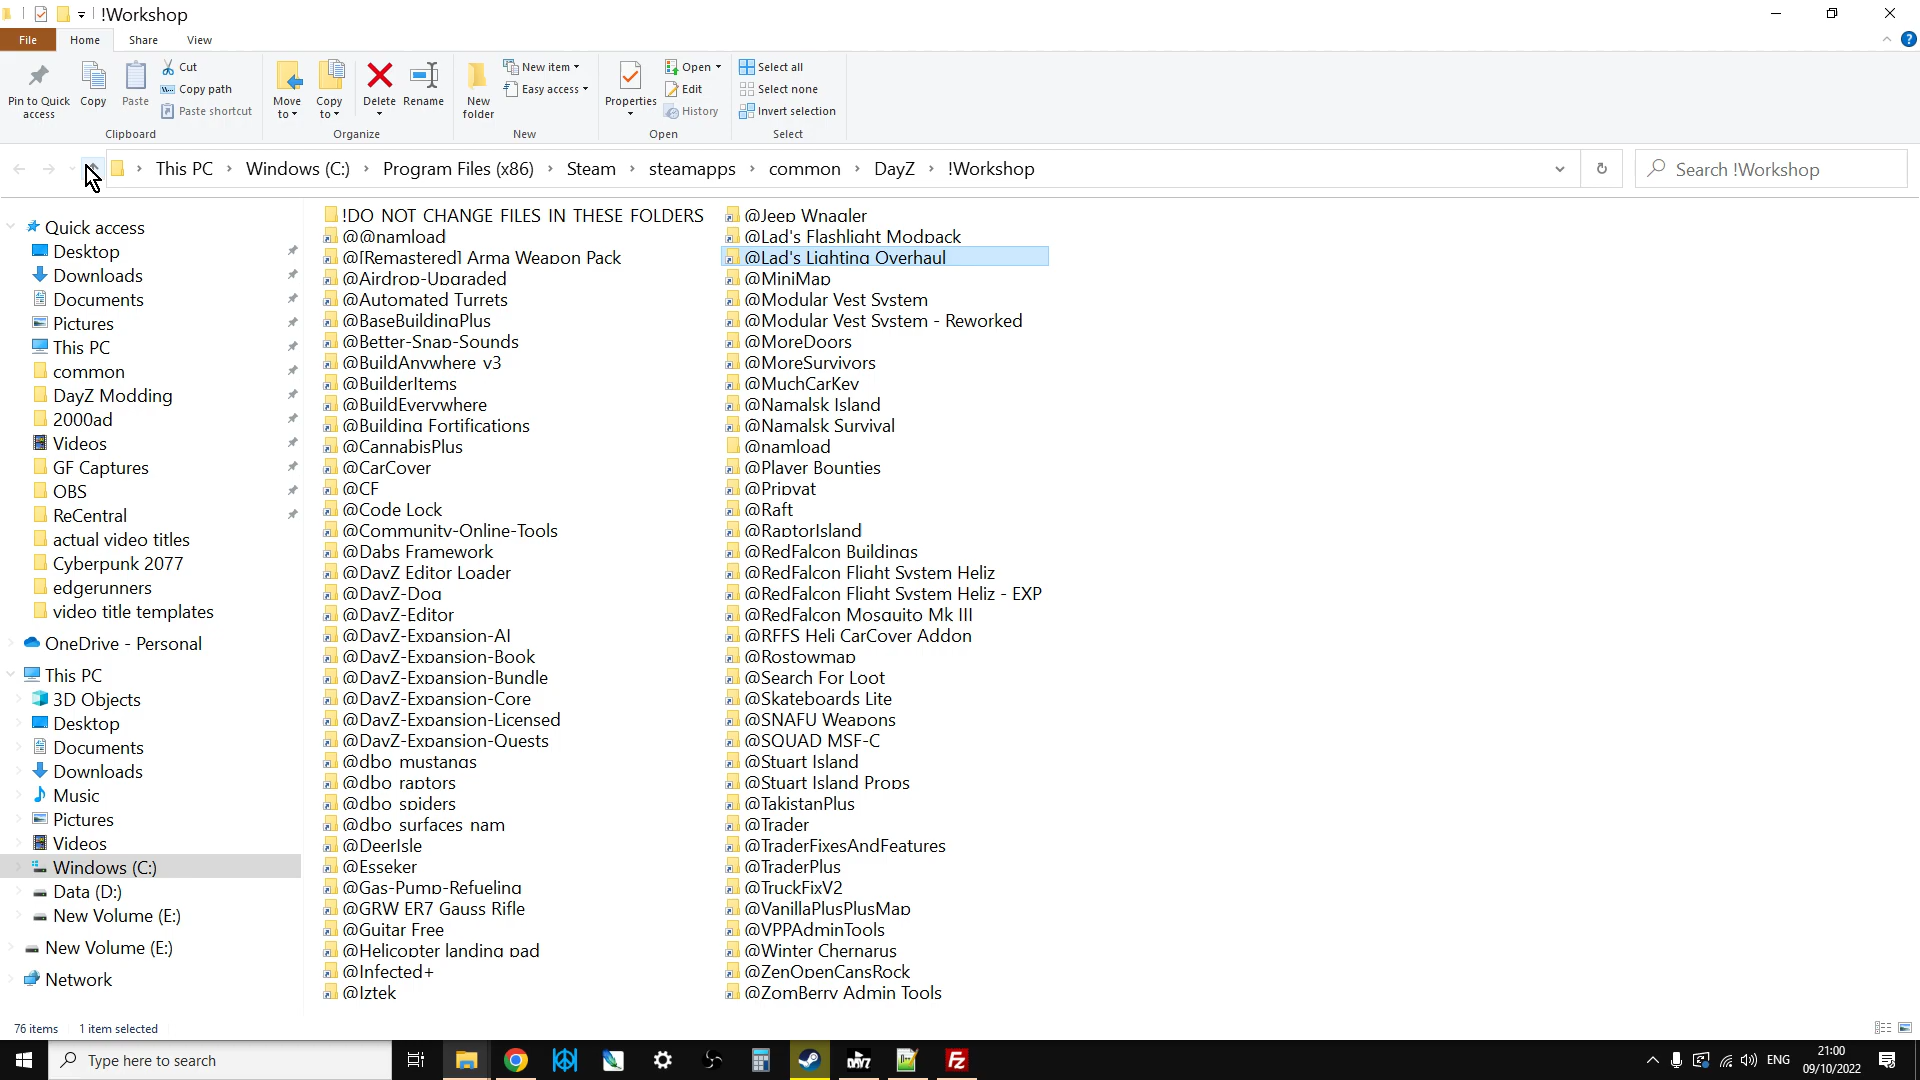 !Workshop
File
Home
Share
View
Pin to Quick access
Copy
Paste
Cut
Copy path
Paste shortcut
Clipboard
Move to
Copy to
Delete
Rename
Organize
New folder
New item
Easy access
New
Properties
Open
Edit
History
Open
Select all
Select none
Invert selection
Select
This PC
Windows (C:)
Program Files (x86)
Steam
steamapps
common
DayZ
!Workshop
Search !Workshop
Quick access
Desktop
Downloads
Documents
Pictures
This PC
common
DayZ Modding
2000ad
Videos
GF Captures
OBS
ReCentral
actual video titles
Cyberpunk 2077
edgerunners
video title templates
OneDrive - Personal
This PC
3D Objects
Desktop
Documents
Downloads
Music
Pictures
Videos
Windows (C:)
Data (D:)
New Volume (E:)
New Volume (E:)
Network
!DO NOT CHANGE FILES IN THESE FOLDERS
@@namload
@[Remastered] Arma Weapon Pack
@Airdrop-Upgraded
@Automated Turrets
@BaseBuildingPlus
@Better-Snap-Sounds
@BuildAnywhere_v3
@BuilderItems
@BuildEverywhere
@Building Fortifications
@CannabisPlus
@CarCover
@CF
@Code Lock
@Community-Online-Tools
@Dabs Framework
@DayZ Editor Loader
@DayZ-Dog
@DayZ-Editor
@DayZ-Expansion-AI
@DayZ-Expansion-Book
@DayZ-Expansion-Bundle
@DayZ-Expansion-Core
@DayZ-Expansion-Licensed
@DayZ-Expansion-Quests
@dbo_mustangs
@dbo_raptors
@dbo_spiders
@dbo_surfaces_nam
@DeerIsle
@Esseker
@Gas-Pump-Refueling
@GRW ER7 Gauss Rifle
@Guitar Free
@Helicopter landing pad
@Infected+
@Iztek
@Jeep Wngaler
@Lad's Flashlight Modpack
@Lad's Lighting Overhaul
@MiniMap
@Modular Vest System
@Modular Vest System - Reworked
@MoreDoors
@MoreSurvivors
@MuchCarKey
@Namalsk Island
@Namalsk Survival
@namload
@Player Bounties
@Pripyat
@Raft
@RaptorIsland
@RedFalcon Buildings
@RedFalcon Flight System Heliz
@RedFalcon Flight System Heliz - EXP
@RedFalcon Mosquito Mk III
@RFFS Heli CarCover Addon
@Rostowmap
@Search For Loot
@Skateboards Lite
@SNAFU Weapons
@SQUAD MSF-C
@Stuart Island
@Stuart Island Props
@TakistanPlus
@Trader
@TraderFixesAndFeatures
@TraderPlus
@TruckFixV2
@VanillaPlusPlusMap
@VPPAdminTools
@Winter Chernarus
@ZenOpenCansRock
@ZomBerry Admin Tools
76 items
1 item selected
Type here to search
DAYZ
Fz
ENG
21:00
09/10/2022